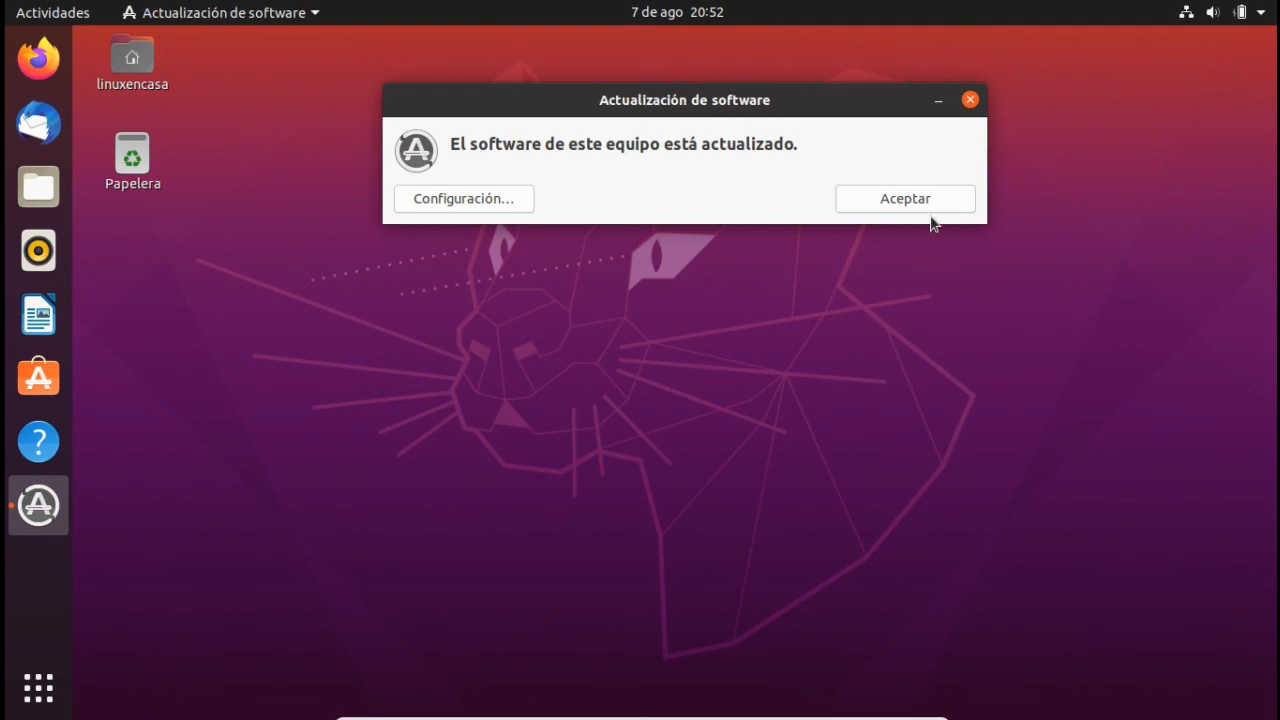 Actividades
Actualización de software
7 de ago 20:52
linuxencasa
Papelera
Actualización de software
El software de este equipo está actualizado.
Configuración...
Aceptar